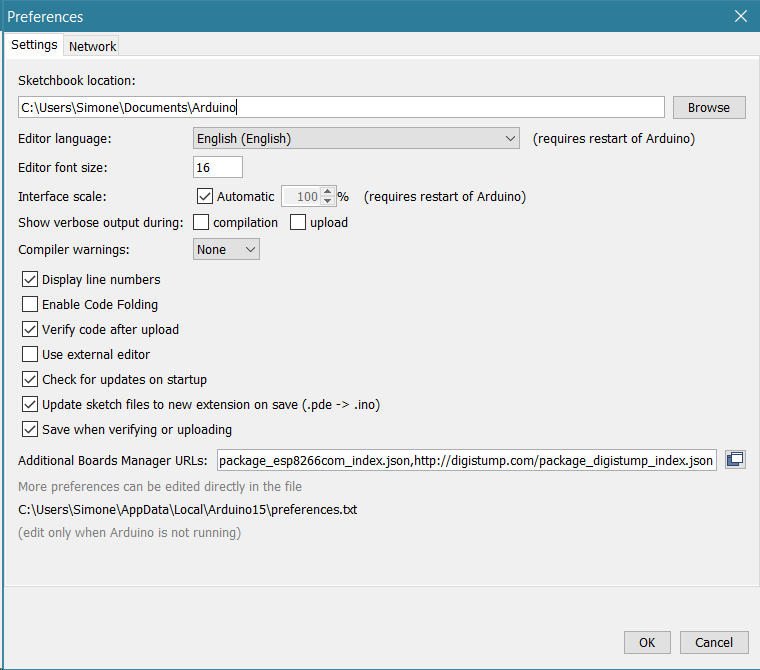 Preferences
Settings Network
Sketchbook location:
C:\Users\Simone\Documents\Arduino Browse
Editor language: English (English) (requires restart of Arduino)
Editor font size: 16
Interface scale: Automatic 100 % (requires restart of Arduino)
Show verbose output during: compilation upload
Compiler warnings: None
Display line numbers
Enable Code Folding
Verify code after upload
Use external editor
Check for updates on startup
Update sketch files to new extension on save (.pde -> .ino)
Save when verifying or uploading
Additional Boards Manager URLs: package_esp8266com_index.json,http://digistump.com/package_digistump_index.json
More preferences can be edited directly in the file
C:\Users\Simone\AppData\Local\Arduino15\preferences.txt
(edit only when Arduino is not running)
OK Cancel